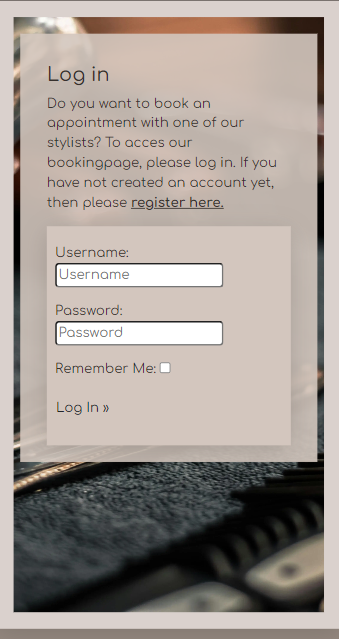 Log in
Do you want to book an
appointment with one of our
stylists? To acces our
bookingpage, please log in. If you
have not created an account yet,
then please register here.
Username:
Username
Password:
Password
Remember Me:
Log In »